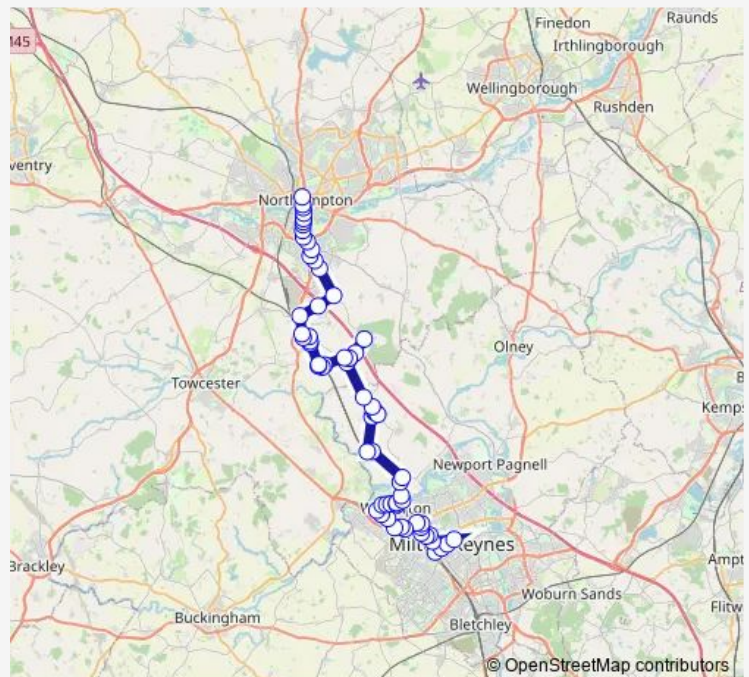 Finedon
Raunds
Irthlingborough
M45
Wellingborough
Rushden
ventry
Northampton
Olney
Towcester
Kemps
Newport Pagnell
Milton Keynes
Brackley
Ampt
Woburn Sands
Buckingham
Flitw
Bletchley
© OpenStreetMap contributors